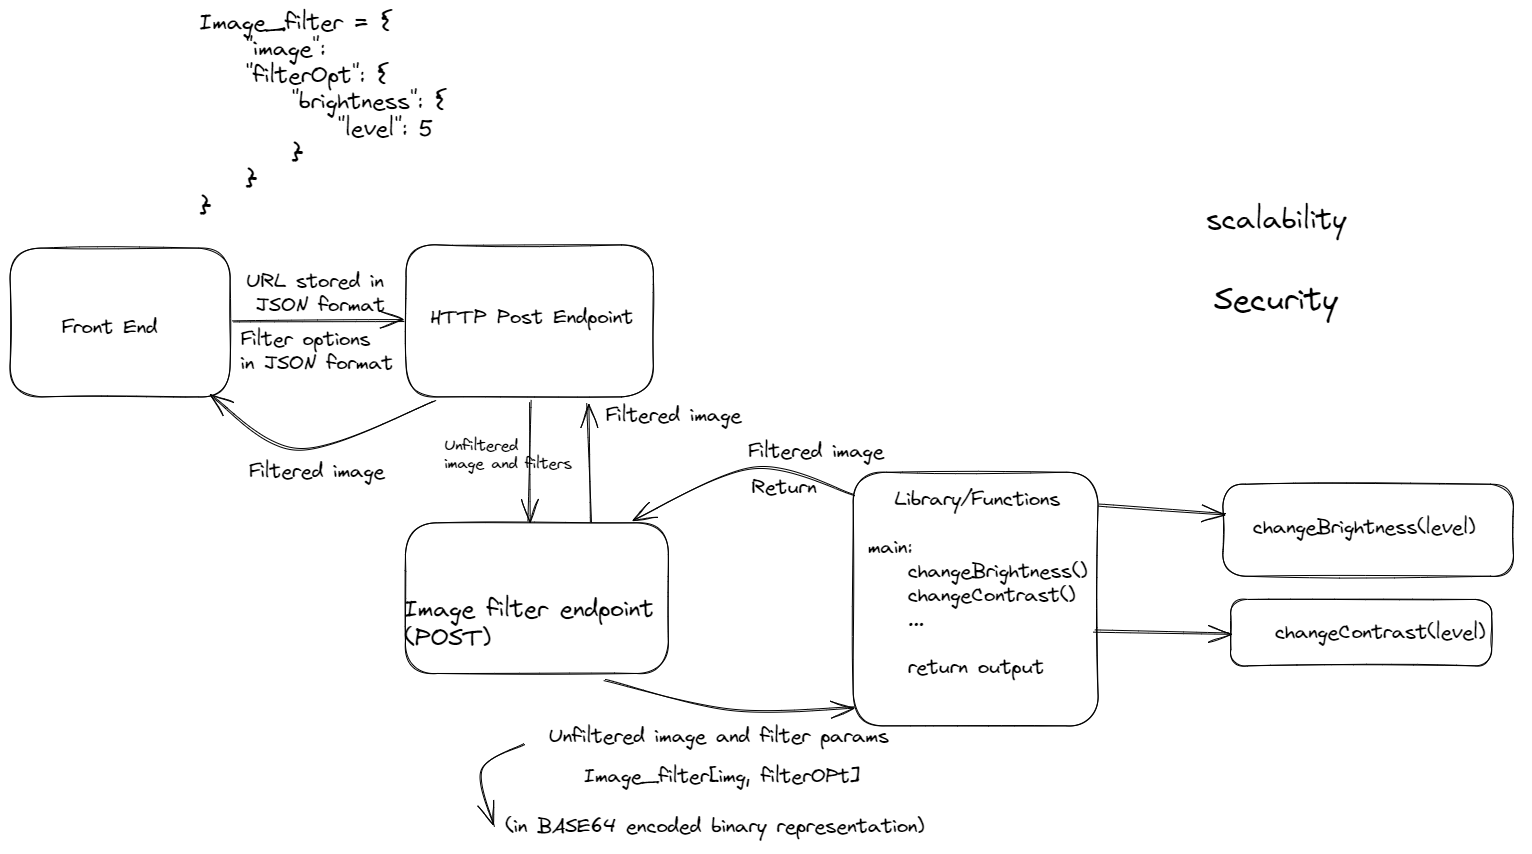 Image_filter = {
"image":
"filterOpt": {
"brightness": {
"level": 5
}
}
}
scalability
Security
Front End
URL stored in
JSON format
Filter options
in JSON format
HTTP Post Endpoint
Filtered image
Unfiltered
image and filters
Filtered image
Filtered image
Return
Library/Functions
main:
changeBrightness()
changeContrast()
...
return output
changeBrightness(level)
changeContrast(level)
Image filter endpoint
(POST)
Unfiltered image and filter params
Image_filter[img, filterOPt]
(in BASE64 encoded binary representation)